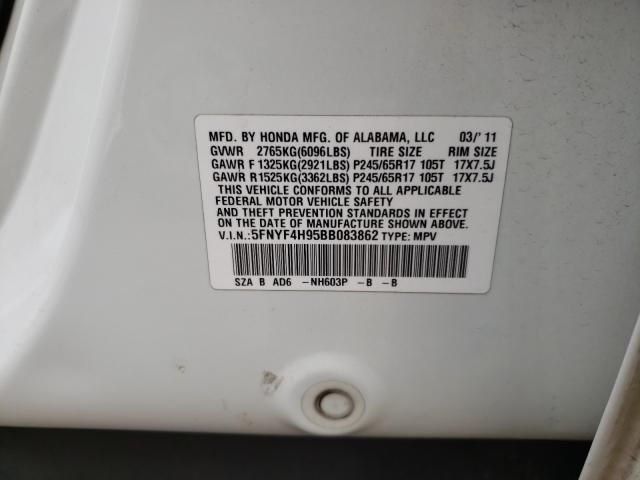 MFD. BY HONDA MFG. OF ALABAMA, LLC 03/'11
GVWR 2765KG(6096LBS) TIRE SIZE RIM SIZE
GAWR F 1325KG(2921LBS) P245/65R17 105T 17X7.5J
GAWR R1525KG(3362LBS) P245/65R17 105T 17X7.5J
THIS VEHICLE CONFORMS TO ALL APPLICABLE
FEDERAL MOTOR VEHICLE SAFETY
AND THEFT PREVENTION STANDARDS IN EFFECT
ON THE DATE OF MANUFACTURE SHOWN ABOVE.
V.I.N.:5FNYF4H95BB083862 TYPE: MPV
SZA B AD6 -NH603P -B -B